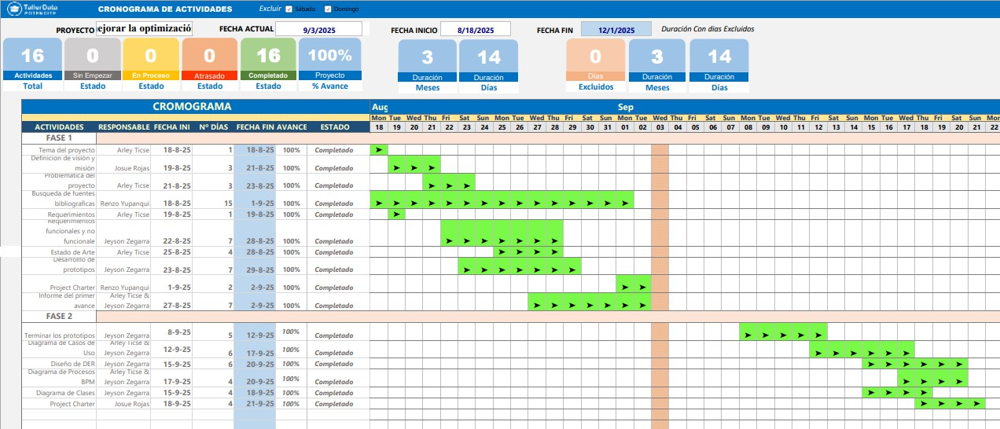 TallerData
POTENCITE
CRONOGRAMA DE ACTIVIDADES
Excluir Sábado Domingo
PROYECTO ejorar la optimizació FECHA ACTUAL 9/3/2025 FECHA INICIO 8/18/2025 FECHA FIN 12/1/2025 Duración Con dias Excluidos
16 0 0 0 16 100% 3 14 0 3 14
Actividades Sin Empezar En Proceso Atrasado Completado Proyecto Duración Duración Días Duración Duración
Total Estado Estado Estado Estado % Avance Meses Días Excluidos Meses Días
CROMOGRAMA Aug Sep
Mon Tue Wed Thu Fri Sat Sun Mon Tue Wed Thu Fri Sat Sun Mon Tue Wed Thu Fri Sat Sun Mon Tue Wed Thu Fri Sat Sun Mon Tue Wed Thu Fri Sat Sun Mon
ACTIVIDADES RESPONSABLE FECHA INI Nº DÍAS FECHA FIN AVANCE ESTADO 18 19 20 21 22 23 24 25 26 27 28 29 30 31 01 02 03 04 05 06 07 08 09 10 11 12 13 14 15 16 17 18 19 20 21 22
FASE 1
Tema del proyecto Arley Ticse 18-8-25 1 18-8-25 100% Completado
Definicion de visión y
misión Josue Rojas 19-8-25 3 21-8-25 100% Completado
Problematica del
proyecto Arley Ticse 21-8-25 3 23-8-25 100% Completado
Busqueda de fuentes
bibliograficas Renzo Yupanqui 18-8-25 15 1-9-25 100% Completado
Requerimientos Arley Ticse 19-8-25 1 19-8-25 100% Completado
Requerimientos
funcionales y no
funcionale Jeyson Zegarra 22-8-25 7 28-8-25 100% Completado
Estado de Arte Arley Ticse 25-8-25 4 28-8-25 100% Completado
Desarrolllo de
prototipos Jeyson Zegarra 23-8-25 7 29-8-25 100% Completado
Project Charter Renzo Yupanqui 1-9-25 2 2-9-25 100% Completado
Informe del primer Arley Ticse &
avance Jeyson Zegarra 27-8-25 7 2-9-25 100% Completado
FASE 2
Terminar los prototipos Jeyson Zegarra 8-9-25 5 12-9-25 100% Completado
Diagrama de Casos de Arley Ticse &
Uso Jeyson Zegarra 12-9-25 6 17-9-25 100% Completado
Diseño de DER Jeyson Zegarra 15-9-25 6 20-9-25 100% Completado
Diagrama de Procesos Arley Ticse &
BPM Jeyson Zegarra 17-9-25 4 20-9-25 100% Completado
Diagrama de Clases Jeyson Zegarra 15-9-25 4 18-9-25 100% Completado
Project Charter Josue Rojas 18-9-25 4 21-9-25 100% Completado